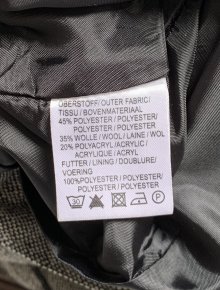 OBERSTOFF/ OUTER FABRIC/
TISSU / BOVENMATERIAAL
45% POLYESTER / POLYESTER /
POLYESTER / POLYESTER
35% WOLLE / WOOL / LAINE / WOL
20% POLYACRYL / ACRYLIC /
ACRYLIQUE / ACRYL
FUTTER / LINING / DOUBLURE/
VOERING
100%POLYESTER / POLYESTER/
POLYESTER / POLYESTER
30
P